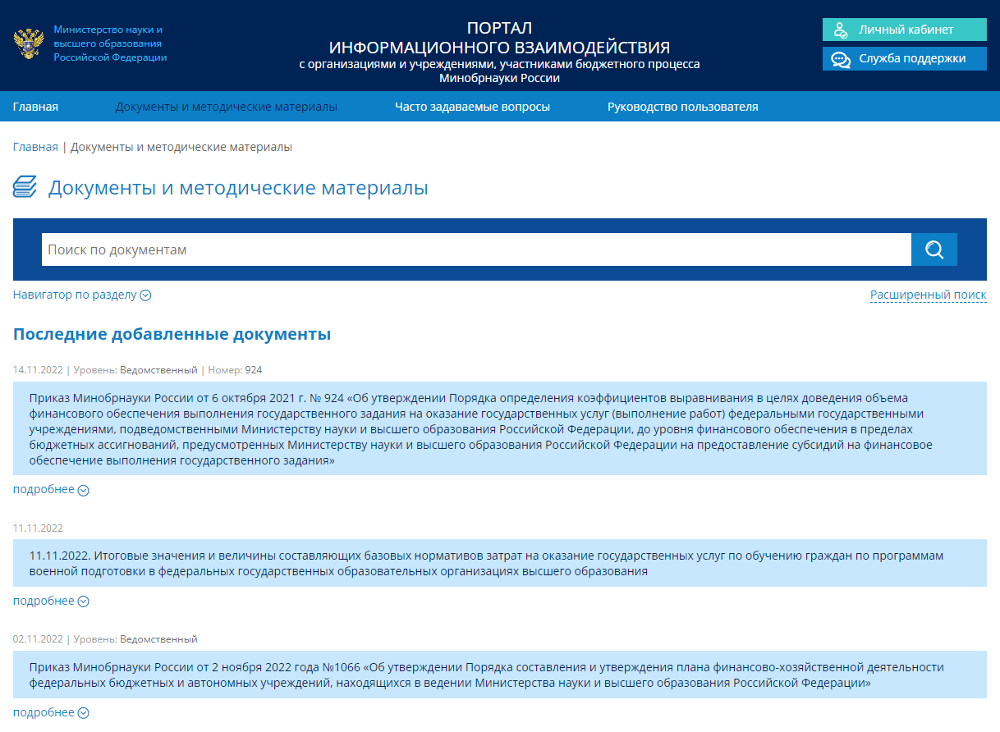 Министерство науки и
высшего образования
Российской Федерации
ПОРТАЛ
ИНФОРМАЦИОННОГО ВЗАИМОДЕЙСТВИЯ
с организациями и учреждениями, участниками бюджетного процесса
Минобрнауки России
Личный кабинет
Служба поддержки
Главная Документы и методические материалы Часто задаваемые вопросы Руководство пользователя
Главная | Документы и методические материалы
Документы и методические материалы
Поиск по документам
Навигатор по разделу Расширенный поиск
Последние добавленные документы
14.11.2022 | Уровень: Ведомственный | Номер: 924
Приказ Минобрнауки России от 6 октября 2021 г. № 924 «Об утверждении Порядка определения коэффициентов выравнивания в целях доведения объема
финансового обеспечения выполнения государственного задания на оказание государственных услуг (выполнение работ) федеральными государственными
учреждениями, подведомственными Министерству науки и высшего образования Российской Федерации, до уровня финансового обеспечения в пределах
бюджетных ассигнований, предусмотренных Министерству науки и высшего образования Российской Федерации на предоставление субсидий на финансовое
обеспечение выполнения государственного задания»
подробнее
11.11.2022
11.11.2022. Итоговые значения и величины составляющих базовых нормативов затрат на оказание государственных услуг по обучению граждан по программам
военной подготовки в федеральных государственных образовательных организациях высшего образования
подробнее
02.11.2022 | Уровень: Ведомственный
Приказ Минобрнауки России от 2 ноября 2022 года №1066 «Об утверждении Порядка составления и утверждения плана финансово-хозяйственной деятельности
федеральных бюджетных и автономных учреждений, находящихся в ведении Министерства науки и высшего образования Российской Федерации»
подробнее